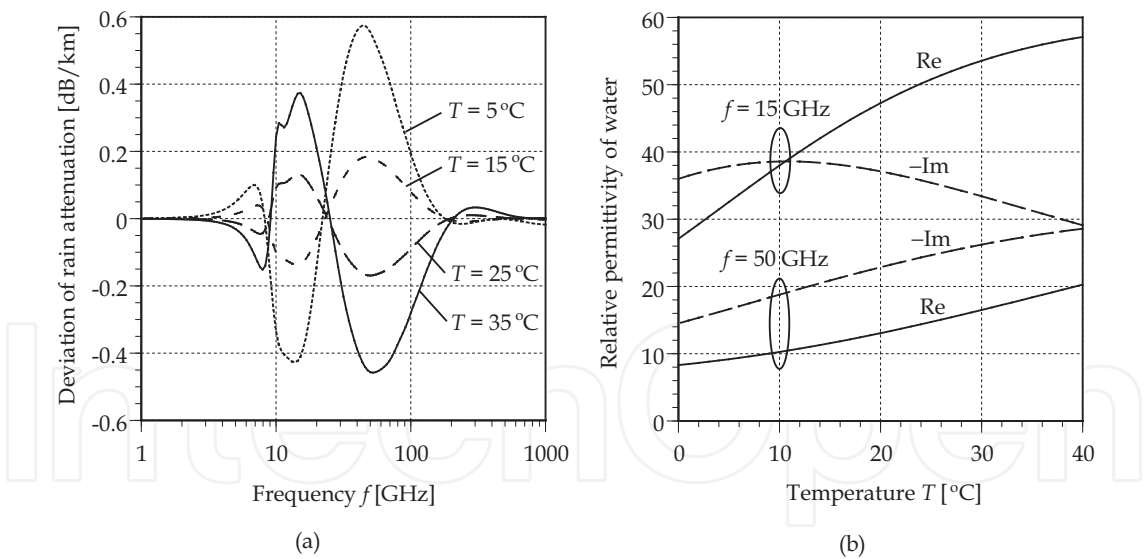 Deviation of rain attenuation [dB/km]
0.6
0.4
0.2
0
-0.2
-0.4
-0.6
T = 5 °C
T = 15 °C
T = 25 °C
T = 35 °C
1
10
100
1000
Frequency f [GHz]
(a)
Relative permittivity of water
60
50
40
30
20
10
0
Re
f = 15 GHz
–Im
–Im
f = 50 GHz
Re
0
10
20
30
40
Temperature T [°C]
(b)
IntechOpen